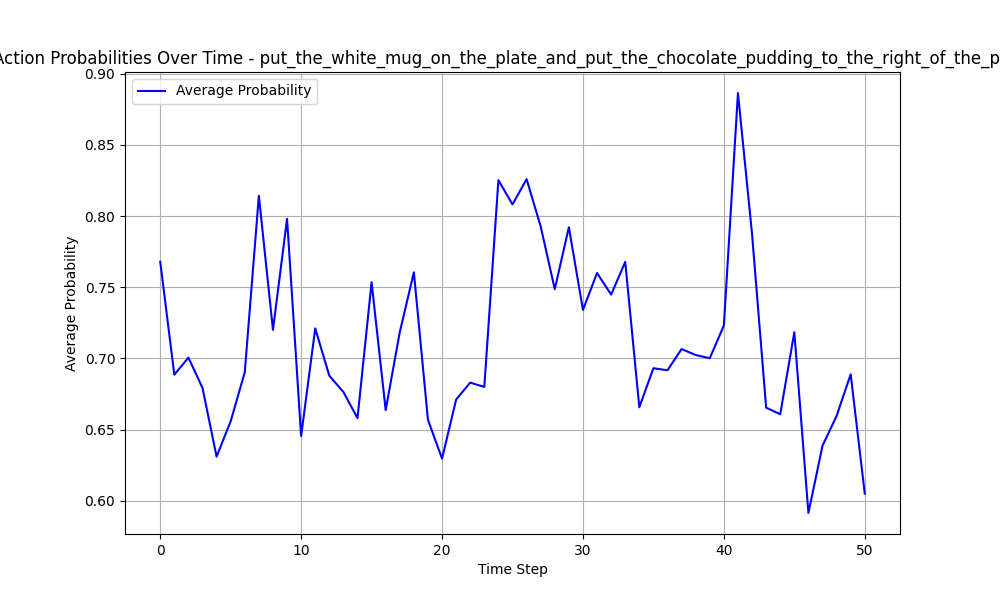 Action Probabilities Over Time - put_the_white_mug_on_the_plate_and_put_the_chocolate_pudding_to_the_right_of_the_p
Average Probability
0.90
0.85
0.80
0.75
0.70
0.65
0.60
Average Probability
0 10 20 30 40 50
Time Step